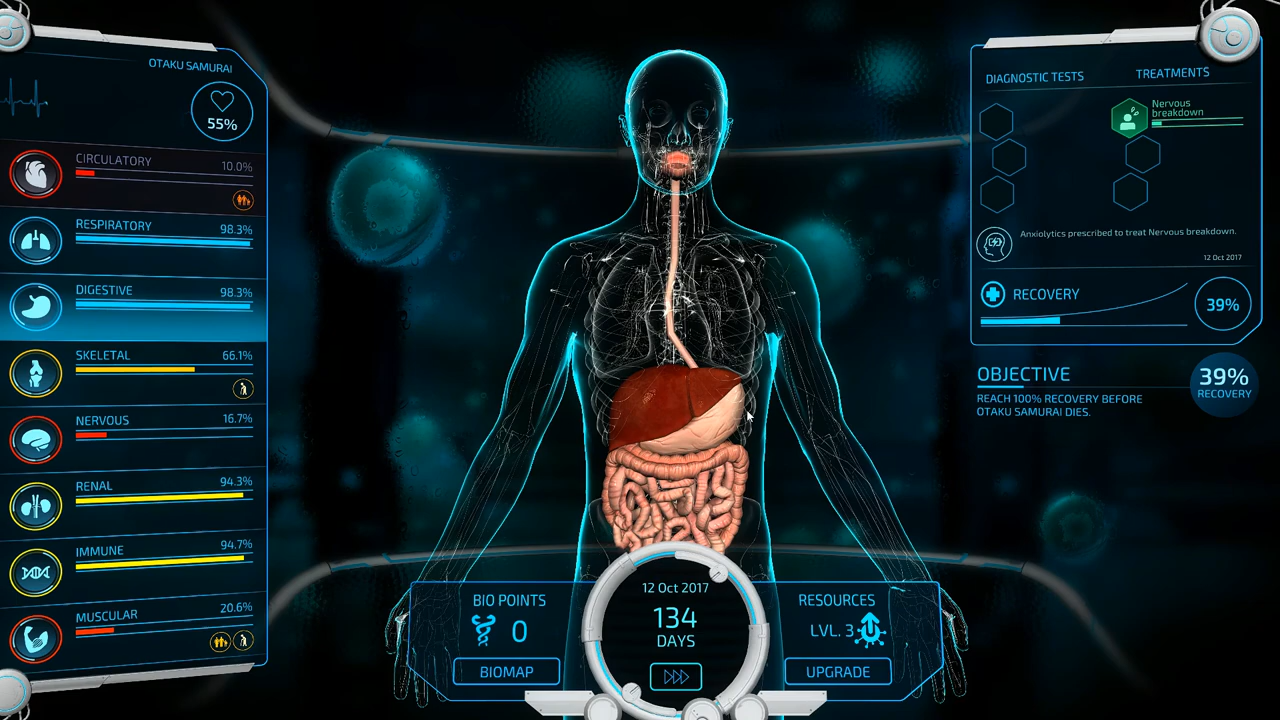 OTAKU SAMURAI
55%
CIRCULATORY 10.0%
RESPIRATORY 98.3%
DIGESTIVE 98.3%
SKELETAL 66.1%
NERVOUS 16.7%
RENAL 94.3%
IMMUNE 94.7%
MUSCULAR 20.6%
DIAGNOSTIC TESTS TREATMENTS
Nervous
breakdown
Anxiolytics prescribed to treat Nervous breakdown.
12 Oct 2017
RECOVERY 39%
OBJECTIVE
REACH 100% RECOVERY BEFORE
OTAKU SAMURAI DIES.
39%
RECOVERY
BIO POINTS
0
BIOMAP
12 Oct 2017
134
DAYS
RESOURCES
LVL. 3
UPGRADE